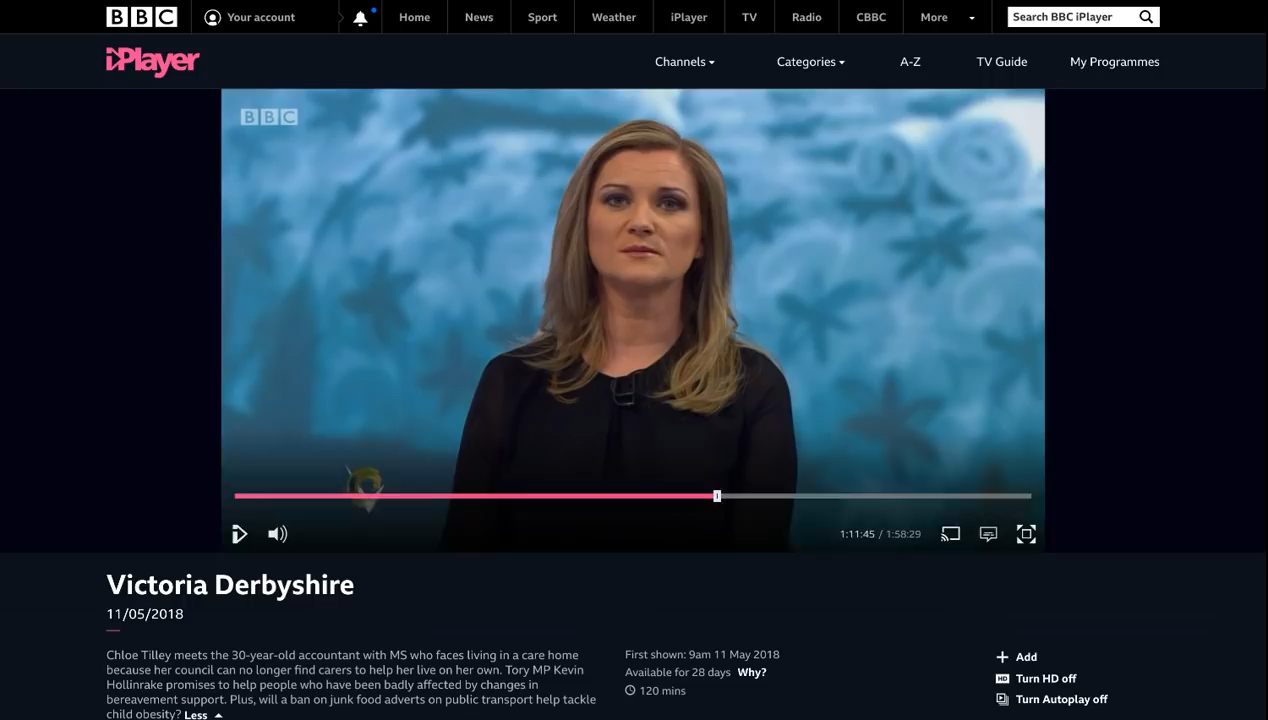 BBC Your account Home News Sport Weather iPlayer TV Radio CBBC More Search BBC iPlayer
iPlayer Channels Categories A-Z TV Guide My Programmes
BBC
1:11:45 / 1:58:29
Victoria Derbyshire
11/05/2018
Chloe Tilley meets the 30-year-old accountant with MS who faces living in a care home
because her council can no longer find carers to help her live on her own. Tory MP Kevin
Hollinrake promises to help people who have been badly affected by changes in
bereavement support. Plus, will a ban on junk food adverts on public transport help tackle
child obesity? Less
First shown: 9am 11 May 2018
Available for 28 days Why?
120 mins
Add
HD Turn HD off
Turn Autoplay off